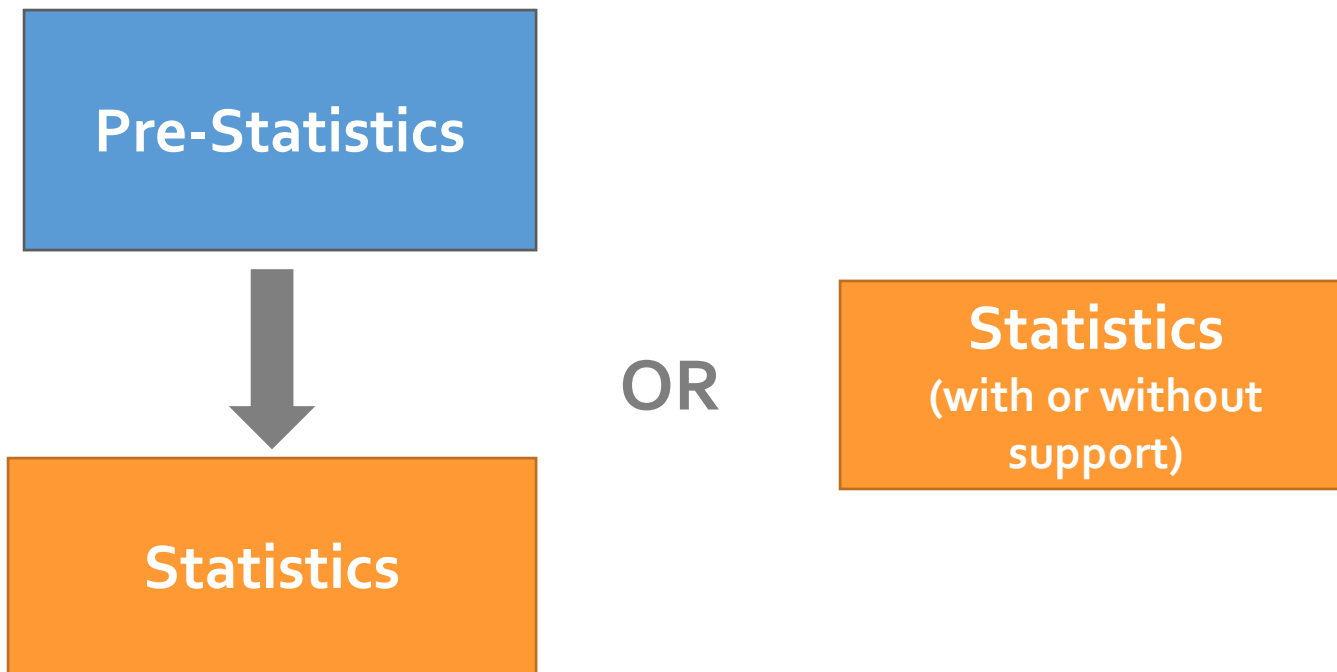 Pre-Statistics
Statistics
OR
Statistics
(with or without
support)